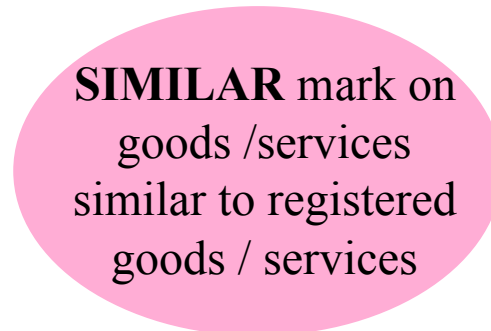 SIMILAR mark on
goods /services
similar to registered
goods / services